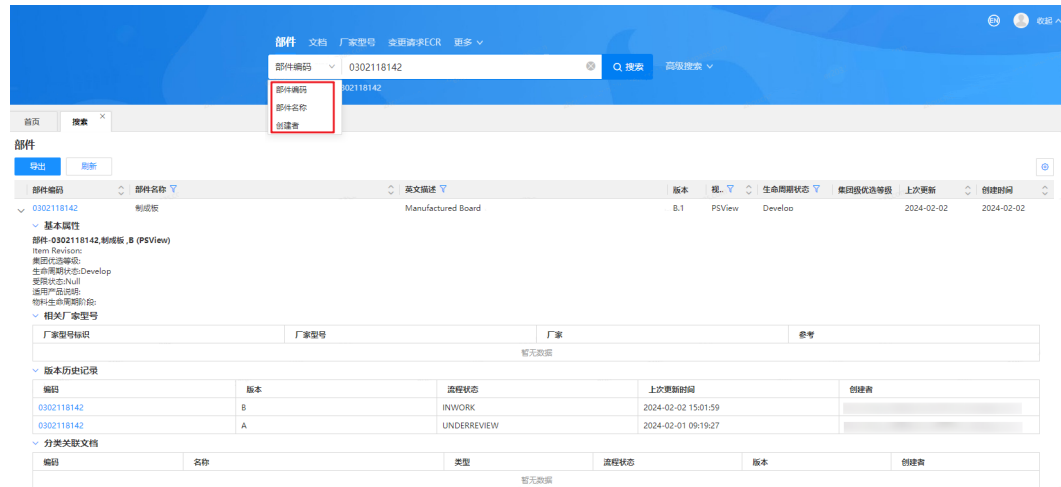 EN 收起
部件 文档 厂家型号 变更请求ECR 更多
部件编码 0302118142 搜索 高级搜索
部件编码 302118142
部件名称
创建者
首页 搜索
部件
导出 刷新
部件编码 部件名称 英文描述 版本 视.. 生命周期状态 集团级优选等级 上次更新 创建时间
0302118142 制成板 Manufactured Board B.1 PSView Develop 2024-02-02 2024-02-02
基本属性
部件-0302118142,制成板 ,B (PSView)
Item Revison:
集团优选等级:
生命周期状态:Develop
受限状态:Null
适用产品说明:
物料生命周期阶段:
相关厂家型号
厂家型号标识 厂家型号 厂家 参考
暂无数据
版本历史记录
编码 版本 流程状态 上次更新时间 创建者
0302118142 B INWORK 2024-02-02 15:01:59
0302118142 A UNDERREVIEW 2024-02-01 09:19:27
分类关联文档
编码 名称 类型 流程状态 版本 创建者
暂无数据